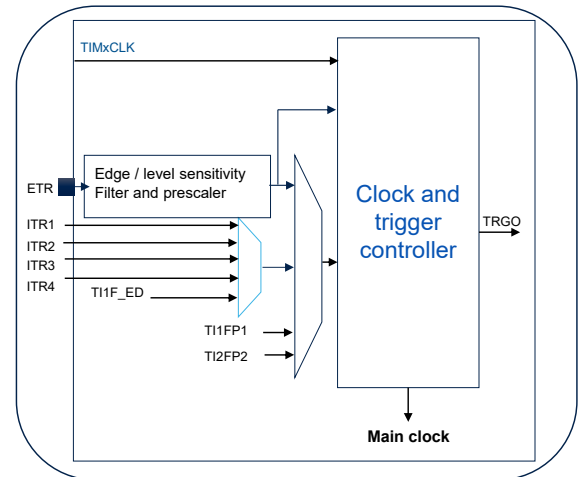 TIMxCLK
Edge / level sensitivity
Filter and prescaler
ETR
ITR1
ITR2
ITR3
ITR4
TI1F_ED
TI1FP1
TI2FP2
Clock and
trigger
controller
TRGO
Main clock